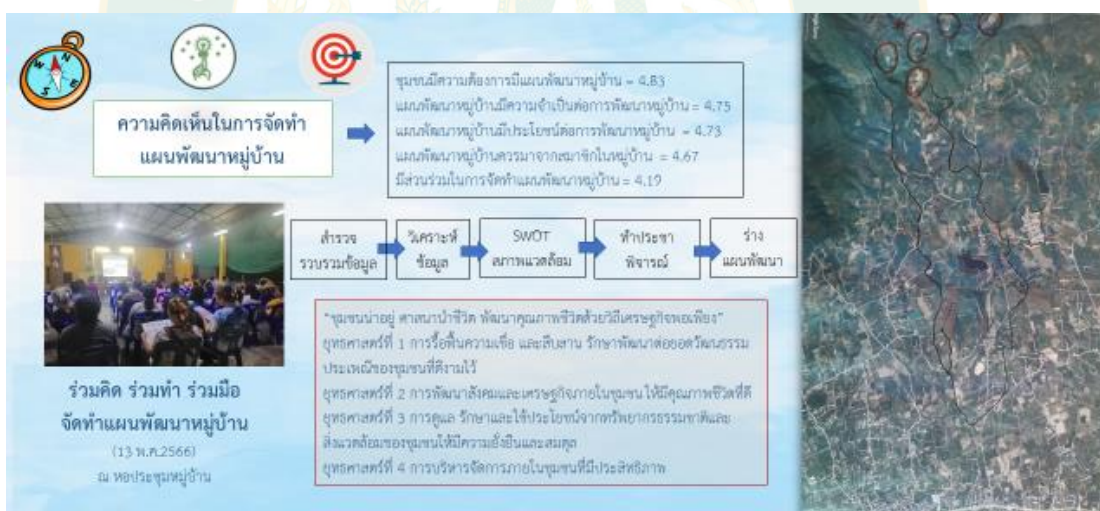 ความคิดเห็นในการจัดทำ
แผนพัฒนาหมู่บ้าน
ชุมชนมีความต้องการมีแผนพัฒนาหมู่บ้าน = 4.83
แผนพัฒนาหมู่บ้านมีความจำเป็นต่อการพัฒนาหมู่บ้าน = 4.75
แผนพัฒนาหมู่บ้านมีประโยชน์ต่อการพัฒนาหมู่บ้าน = 4.73
แผนพัฒนาหมู่บ้านควรมาจากสมาชิกในหมู่บ้าน = 4.67
มีส่วนร่วมในการจัดทำแผนพัฒนาหมู่บ้าน = 4.19
สำรวจ
รวบรวมข้อมูล
วิเคราะห์
ข้อมูล
SWOT
สภาพแวดล้อม
ทำประชา
พิจารณ์
ร่าง
แผนพัฒนา
ร่วมคิด ร่วมทำ ร่วมมือ
จัดทำแผนพัฒนาหมู่บ้าน
(13 พ.ค.2566)
ณ หอประชุมหมู่บ้าน
"ชุมชนน่าอยู่ ศาสนานำชีวิต พัฒนาคุณภาพชีวิตด้วยวิถีเศรษฐกิจพอเพียง"
ยุทธศาสตร์ที่ 1 การรื้อฟื้นความเชื่อ และสืบสาน รักษาพัฒนาต่อยอดวัฒนธรรม
ประเพณีของชุมชนที่ดีงามไว้
ยุทธศาสตร์ที่ 2 การพัฒนาสังคมและเศรษฐกิจภายในชุมชน ให้มีคุณภาพชีวิตที่ดี
ยุทธศาสตร์ที่ 3 การดูแล รักษาและใช้ประโยชน์จากทรัพยากรธรรมชาติและ
สิ่งแวดล้อมของชุมชนให้มีความยั่งยืนและสมดุล
ยุทธศาสตร์ที่ 4 การบริหารจัดการภายในชุมชนที่มีประสิทธิภาพ